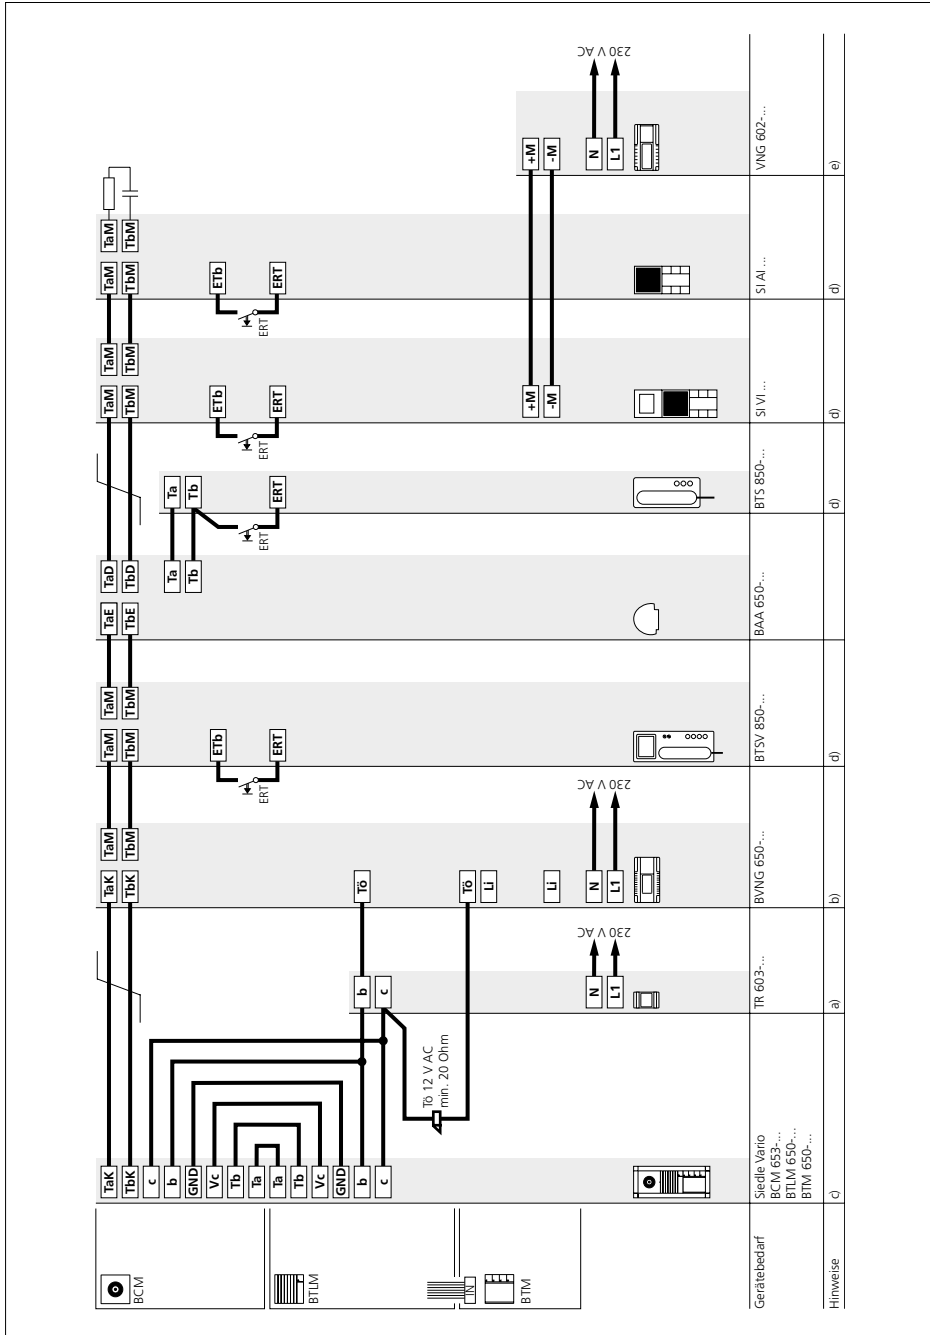 BCM
BTLM
IN
BTM
TaK
TbK
c
b
GND
Vc
Tb
Ta
Ta
Tb
Vc
GND
b
c
Tö 12 V AC
min. 20 Ohm
b
c
N
L1
230 V AC
TaK
TbK
TaM
TbM
Tö
Tö
Li
Li
N
L1
230 V AC
TaM
TbM
TaM
TbM
ETb
ERT
ERT
TaE
TbE
TaD
TbD
Ta
Tb
Ta
Tb
ERT
ERT
TaM
TbM
TaM
TbM
ETb
ERT
ERT
+M
-M
TaM
TbM
TaM
TbM
ETb
ERT
ERT
+M
-M
N
L1
230 V AC
Gerätebedarf
Siedle Vario
BCM 653-...
BTLM 650-...
BTM 650-...
TR 603-...
BVNG 650-...
BTSV 850-...
BAA 650-...
BTS 850-...
SI VI ...
SI AI ...
VNG 602-...
Hinweise
c)
a)
b)
d)
d)
d)
d)
e)